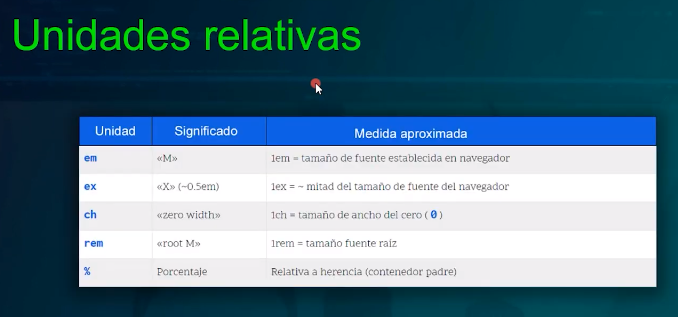 Unidades relativas
Unidad Significado Medida aproximada
em «M» 1em = tamaño de fuente establecida en navegador
ex «X» (~0.5em) 1ex = ~ mitad del tamaño de fuente del navegador
ch «zero width» 1ch = tamaño de ancho del cero ( 0 )
rem «root M» 1rem = tamaño fuente raíz
% Porcentaje Relativa a herencia (contenedor padre)